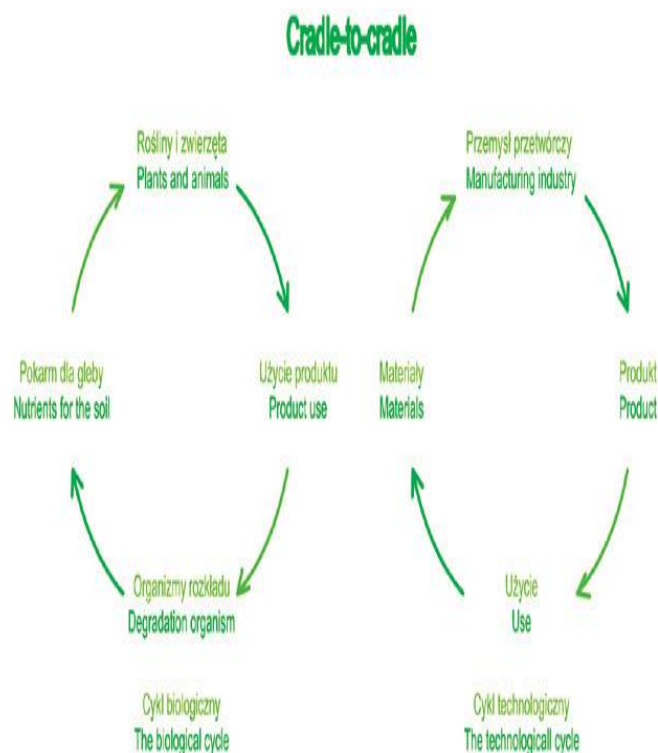 Cradle-to-cradle
Rośliny i zwierzęta
Plants and animals
Przemysł przetwórczy
Manufacturing industry
Pokarm dla gleby
Nutrients for the soil
Użycie produktu
Product use
Materiały
Materials
Produkt
Product
Organizmy rozkładu
Degradation organism
Użycie
Use
Cykl biologiczny
The biological cycle
Cykl technologiczny
The technologicall cycle